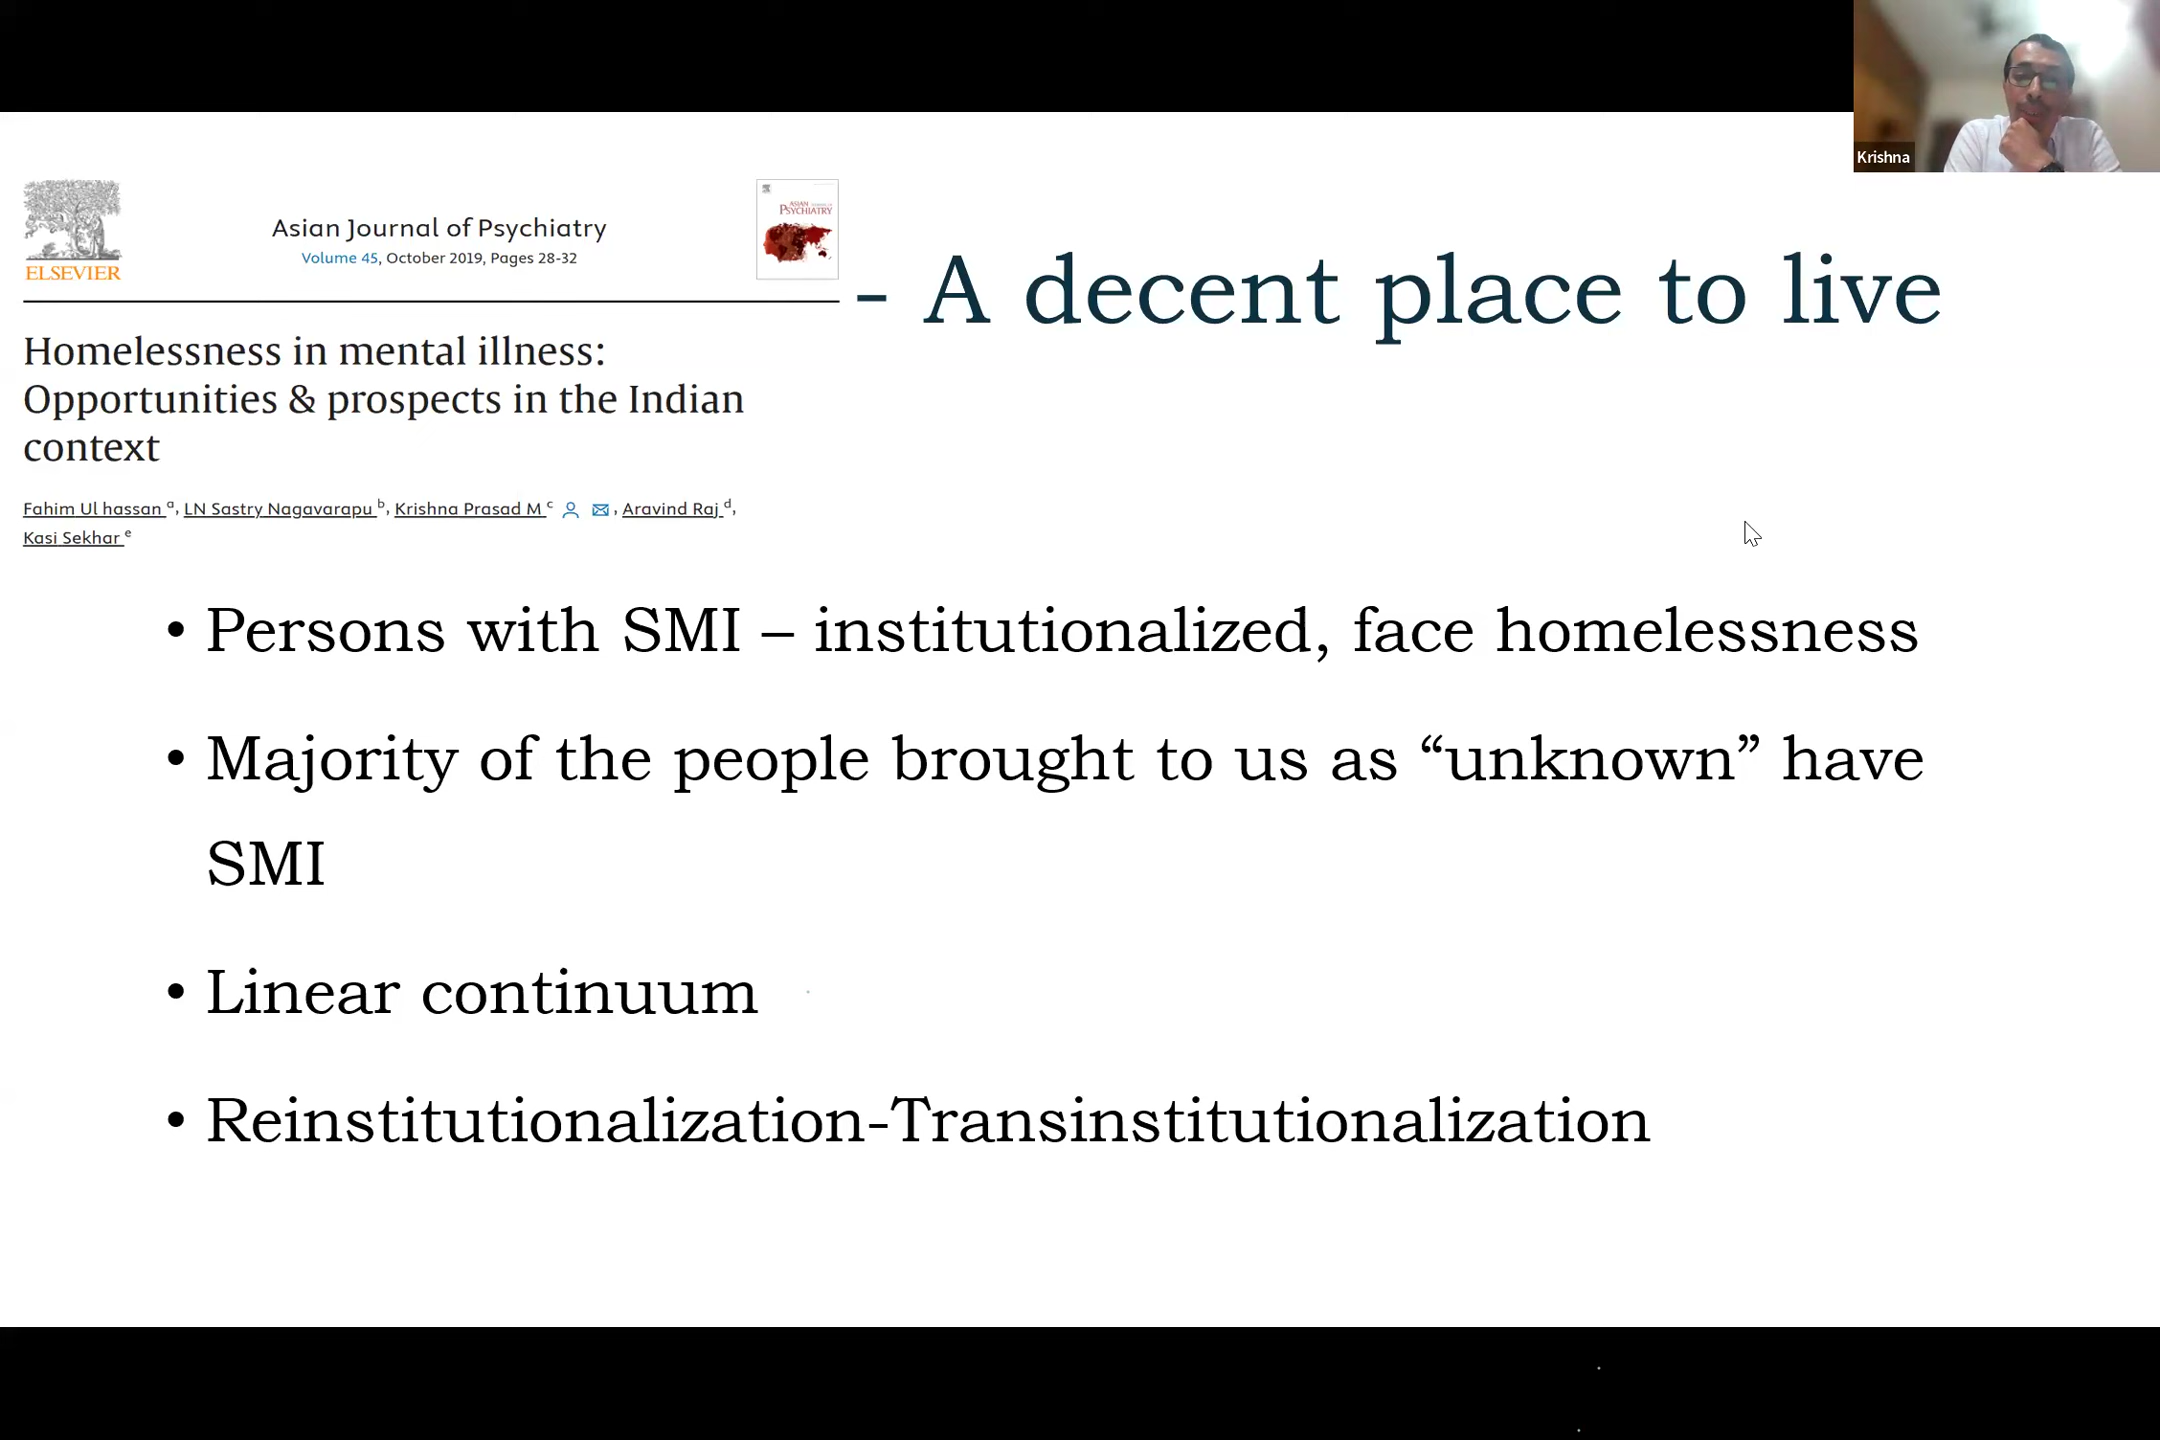 Krishna
ELSEVIER
Asian Journal of Psychiatry
Volume 45, October 2019, Pages 28-32
ASIAN
PSYCHIATRY
- A decent place to live
Homelessness in mental illness:
Opportunities & prospects in the Indian
context
Fahim Ul hassan a, LN Sastry Nagavarapu b, Krishna Prasad M c, Aravind Raj d,
Kasi Sekhar e
• Persons with SMI – institutionalized, face homelessness
• Majority of the people brought to us as “unknown” have
SMI
• Linear continuum
• Reinstitutionalization-Transinstitutionalization